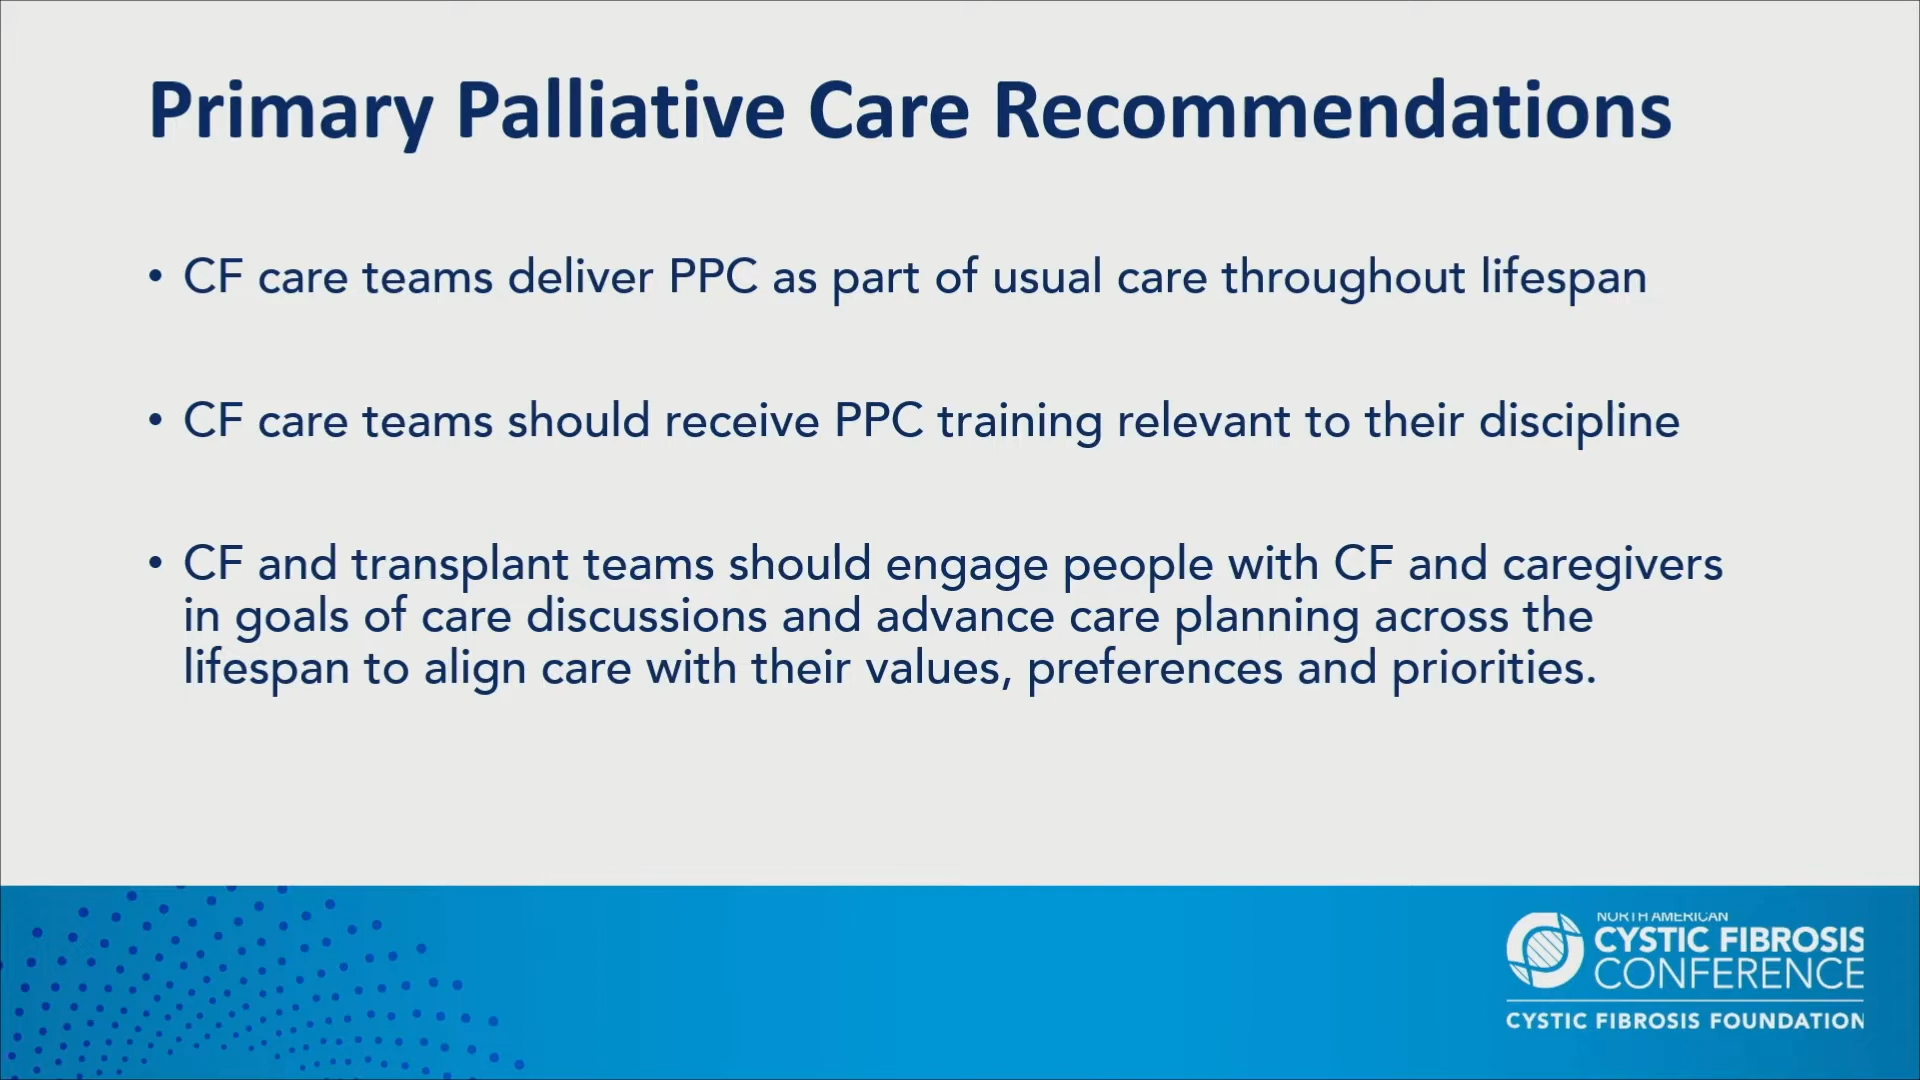 Primary Palliative Care Recommendations
• CF care teams deliver PPC as part of usual care throughout lifespan
• CF care teams should receive PPC training relevant to their discipline
• CF and transplant teams should engage people with CF and caregivers
in goals of care discussions and advance care planning across the
lifespan to align care with their values, preferences and priorities.
NORTH AMERICAN
CYSTIC FIBROSIS
CONFERENCE
CYSTIC FIBROSIS FOUNDATION